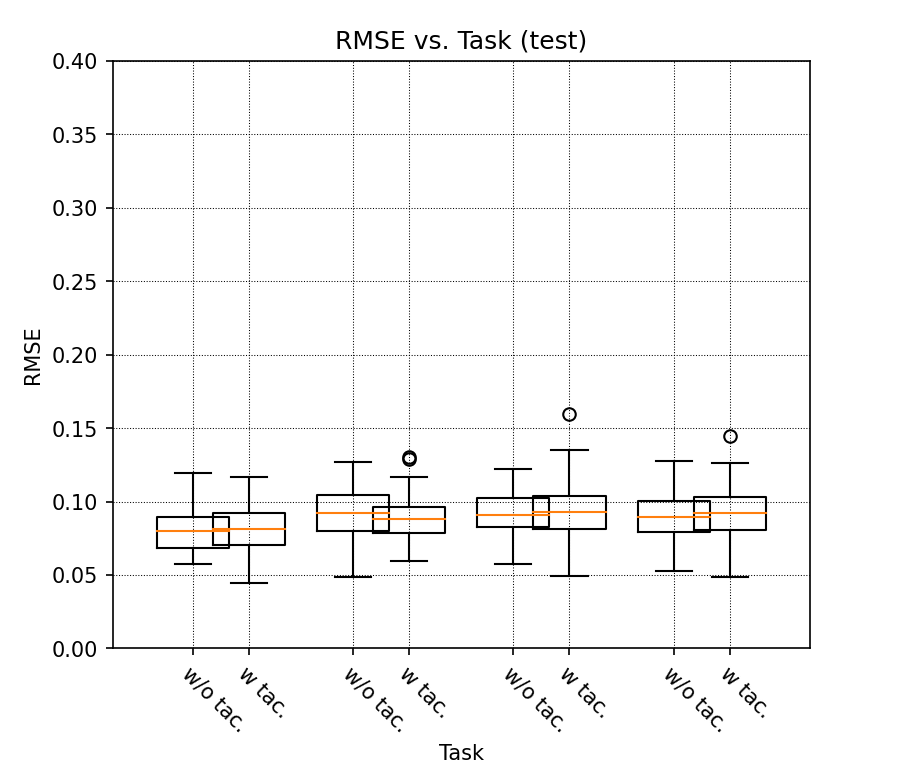 RMSE vs. Task (test)
0.40
0.35
0.30
0.25
0.20
0.15
0.10
0.05
0.00
RMSE
w/o tac.
w tac.
w/o tac.
w tac.
w/o tac.
w tac.
w/o tac.
w tac.
Task